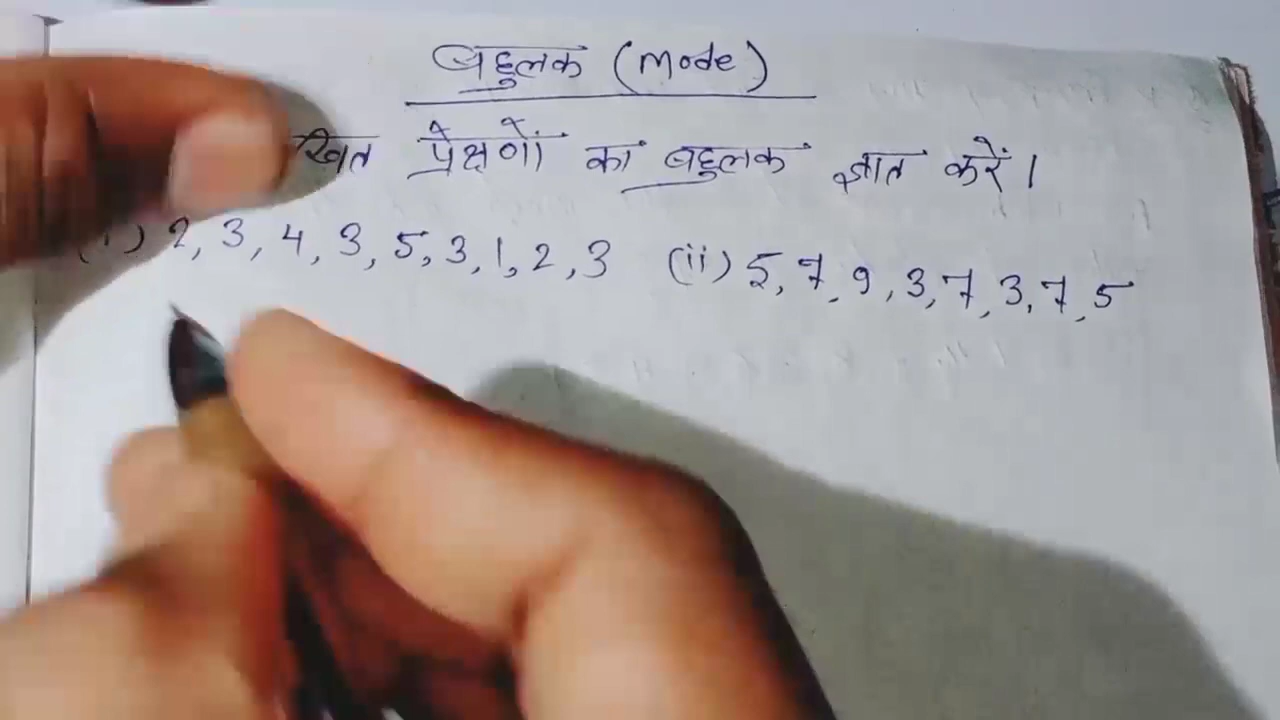 बहुलक (mode)
प्रेक्षणों का बहुलक ज्ञात करें।
(i) 2, 3, 4, 3, 5, 3, 1, 2, 3 (ii) 5, 7, 9, 3, 7, 3, 7, 5